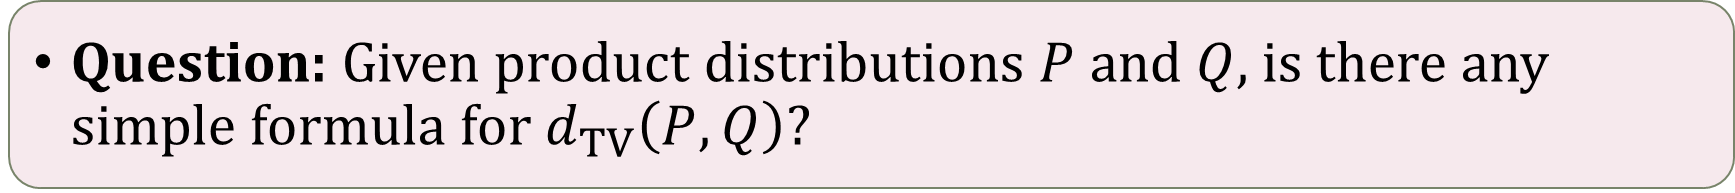 • Question: Given product distributions P and Q, is there any
simple formula for d_TV(P, Q)?